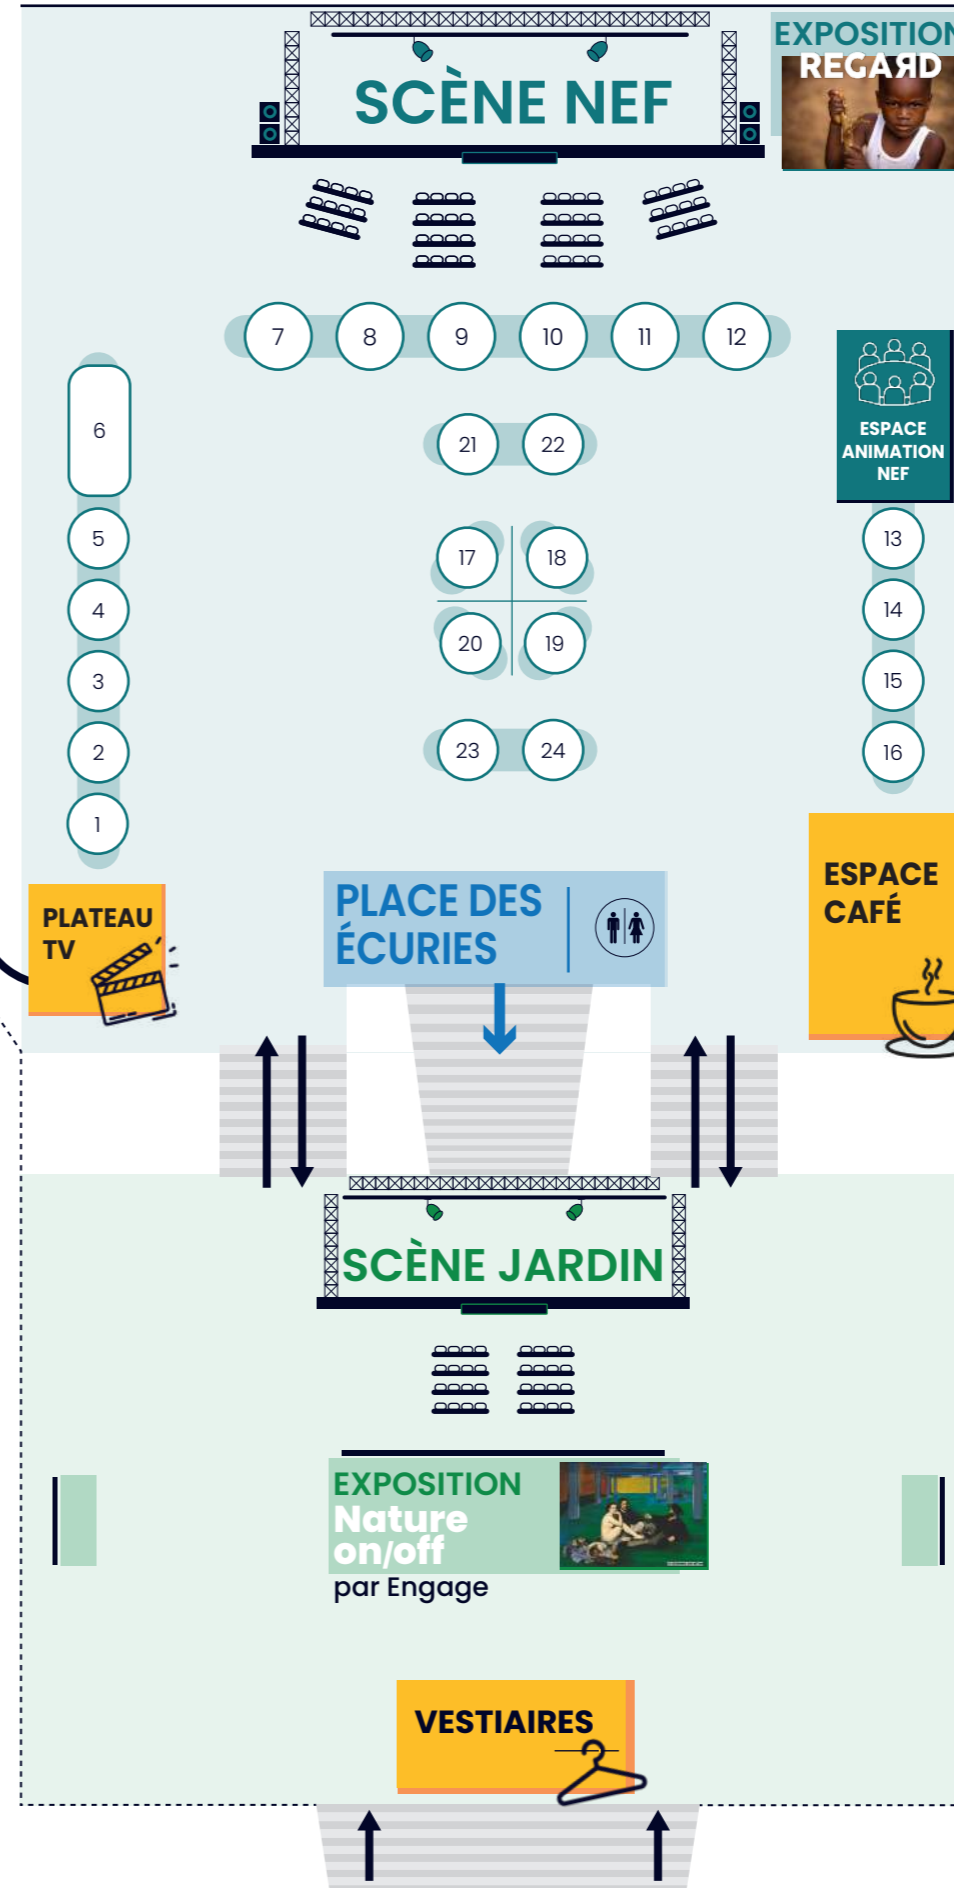 SCÈNE NEF
EXPOSITION
REGARD
7 8 9 10 11 12
6
21 22
ESPACE
ANIMATION
NEF
5
17 18
13
4
14
20 19
3
15
2
23 24
16
1
PLATEAU
TV
PLACE DES
ÉCURIES
ESPACE
CAFÉ
SCÈNE JARDIN
EXPOSITION
Nature
on/off
par Engage
VESTIAIRES